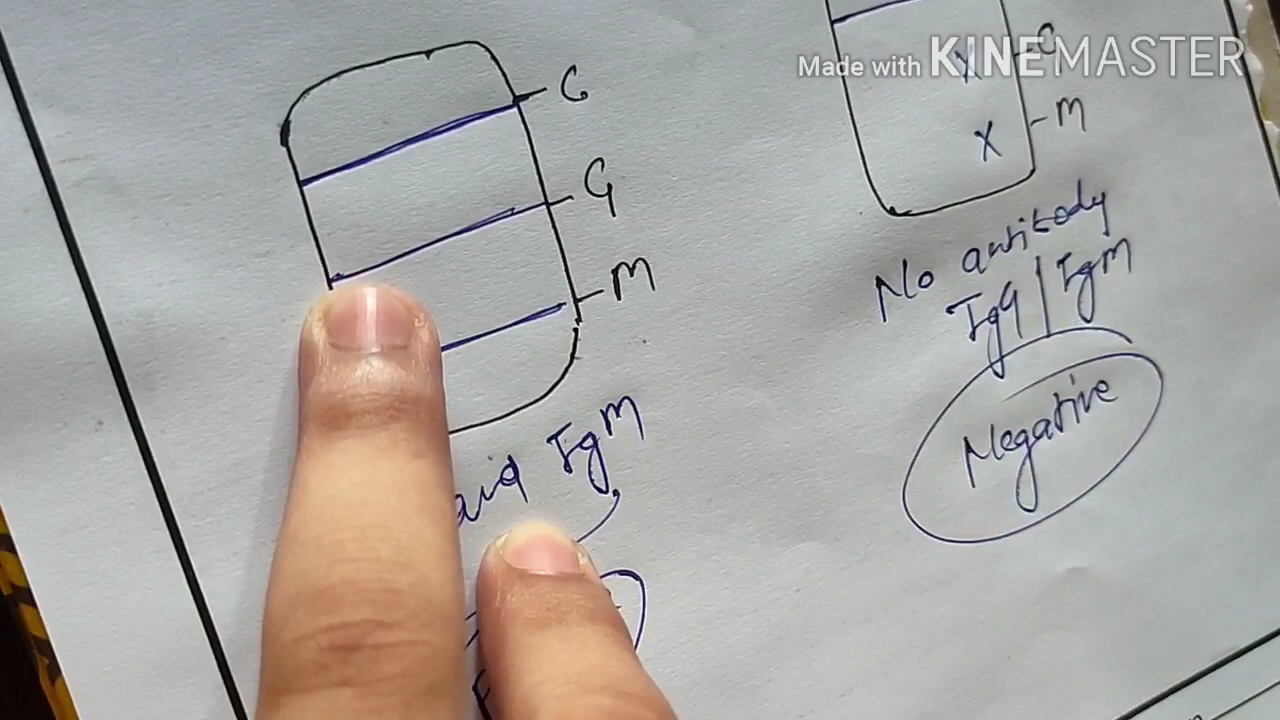 Made with KINEMASTER
C
G
M
IgM
G
X
X
M
No antibody
IgG | IgM
Negative